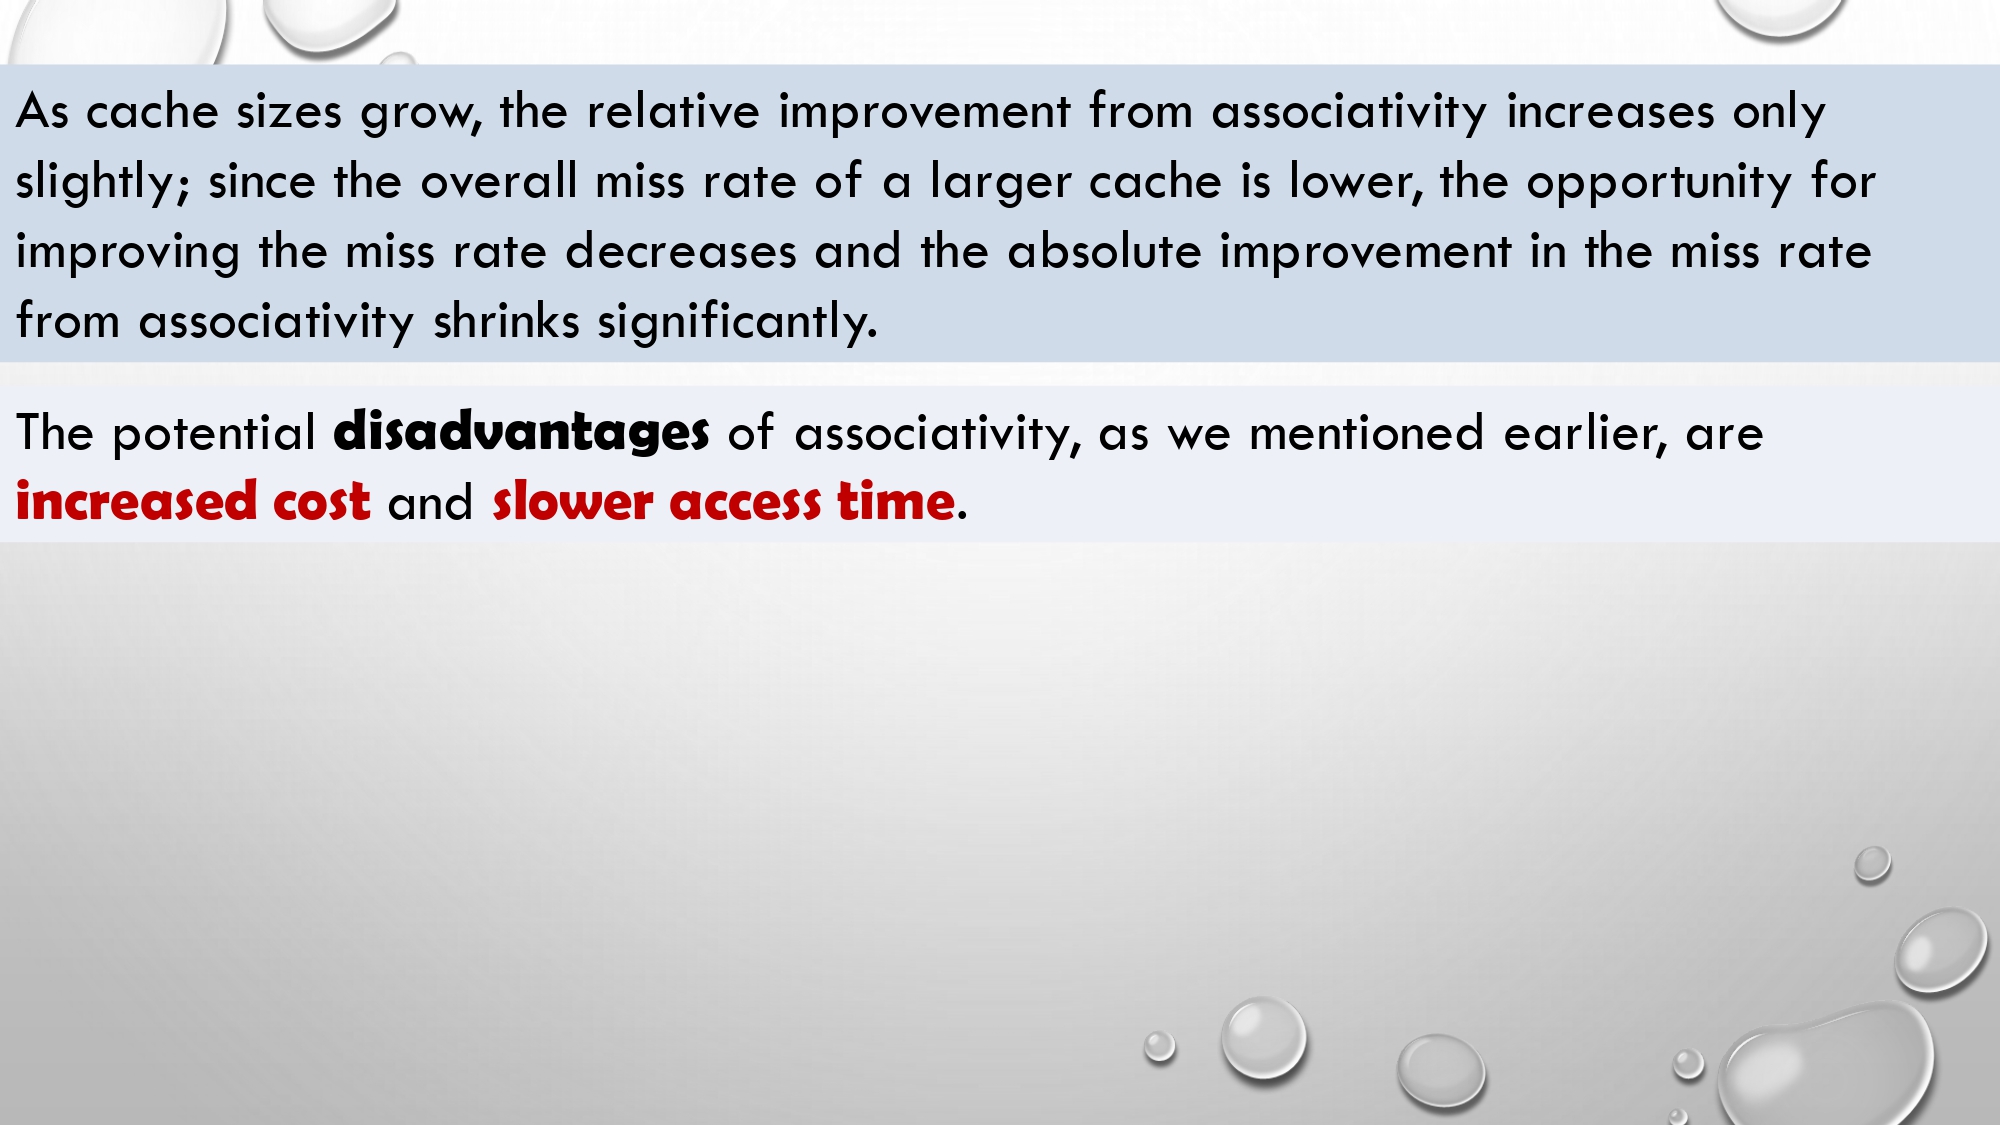 As cache sizes grow, the relative improvement from associativity increases only
slightly; since the overall miss rate of a larger cache is lower, the opportunity for
improving the miss rate decreases and the absolute improvement in the miss rate
from associativity shrinks significantly.
The potential disadvantages of associativity, as we mentioned earlier, are
increased cost and slower access time.